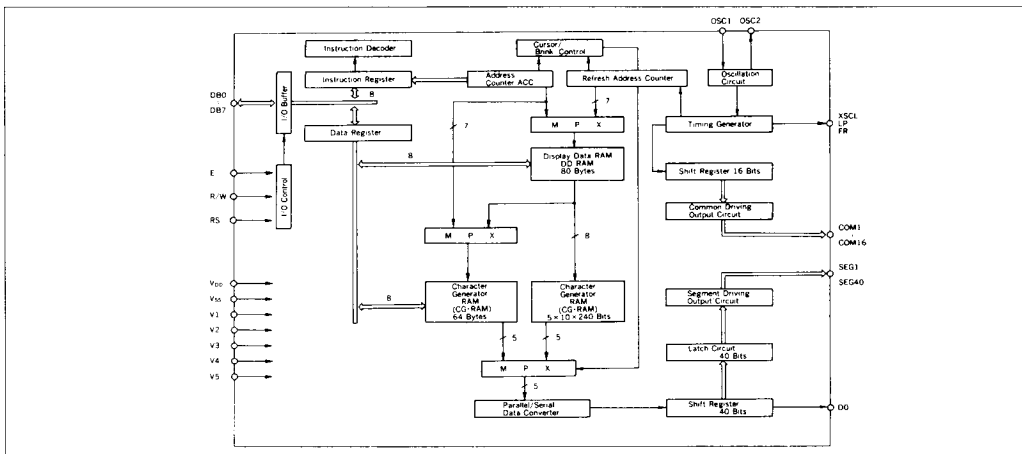 OSC1 OSC2
Instruction Decoder
Cursor/
Brink Control
Instruction Register
Address
Counter ACC
Refresh Address Counter
Oscillation
Circuit
8
DB0
DB7
I/O Buffer
7
7
M P X
Timing Generator
XSCL
LP
FR
Data Register
8
Display Data RAM
DD RAM
80 Bytes
Shift Register 16 Bits
E
R/W
RS
I/O Control
Common Driving
Output Circuit
M P X
8
COM1
COM16
SEG1
SEG40
VDD
VSS
V1
V2
V3
V4
V5
8
Character
Generator
RAM
(CG·RAM)
64 Bytes
Character
Generator
RAM
(CG·RAM)
5×10×240 Bits
Segment Driving
Output Circuit
5
5
Latch Circuit
40 Bits
M P X
5
Parallel/Serial
Data Converter
Shift Register
40 Bits
D0